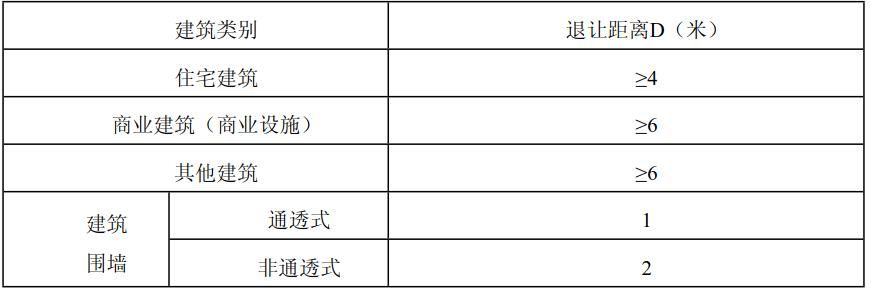 建筑类别 退让距离D（米）
住宅建筑 ≥4
商业建筑（商业设施） ≥6
其他建筑 ≥6
建筑围墙 通透式 1
非通透式 2